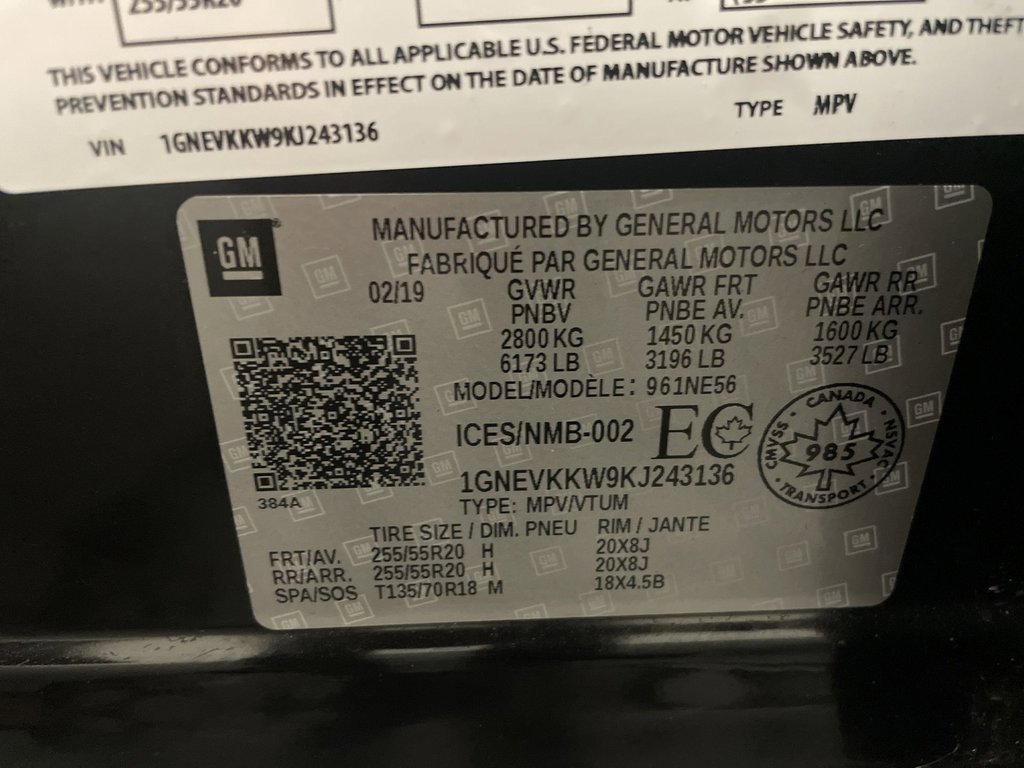 255/55R20
THIS VEHICLE CONFORMS TO ALL APPLICABLE U.S. FEDERAL MOTOR VEHICLE SAFETY, AND THEFT
PREVENTION STANDARDS IN EFFECT ON THE DATE OF MANUFACTURE SHOWN ABOVE.
VIN 1GNEVKKW9KJ243136 TYPE MPV
GM
MANUFACTURED BY GENERAL MOTORS LLC
FABRIQUÉ PAR GENERAL MOTORS LLC
02/19 GVWR GAWR FRT GAWR RR
PNBV PNBE AV. PNBE ARR.
2800 KG 1450 KG 1600 KG
6173 LB 3196 LB 3527 LB
MODEL/MODÈLE: 961NE56
ICES/NMB-002 EC
1GNEVKKW9KJ243136
CANADA
CMVSS 985 NSVAC
TRANSPORT
384A
TYPE: MPV/VTUM
TIRE SIZE / DIM. PNEU RIM / JANTE
FRT/AV. 255/55R20 H 20X8J
RR/ARR. 255/55R20 H 20X8J
SPA/SOS T135/70R18 M 18X4.5B